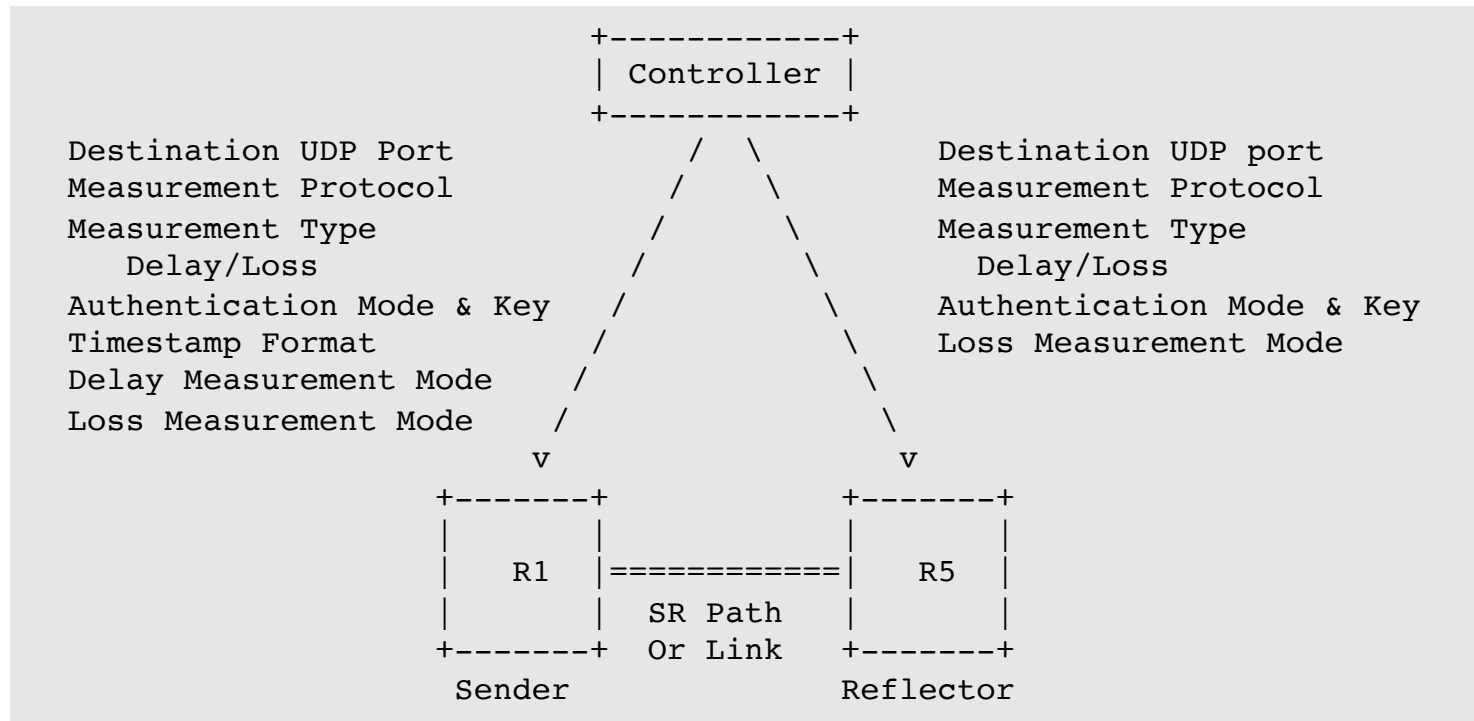 +------------+
| Controller |
+------------+
Destination UDP Port / \ Destination UDP port
Measurement Protocol / \ Measurement Protocol
Measurement Type / \ Measurement Type
Delay/Loss / \ Delay/Loss
Authentication Mode & Key / \ Authentication Mode & Key
Timestamp Format / \ Loss Measurement Mode
Delay Measurement Mode / \
Loss Measurement Mode / \
v v
+-------+ +-------+
| | | |
| R1 |============| R5 |
| | SR Path | |
+-------+ Or Link +-------+
Sender Reflector